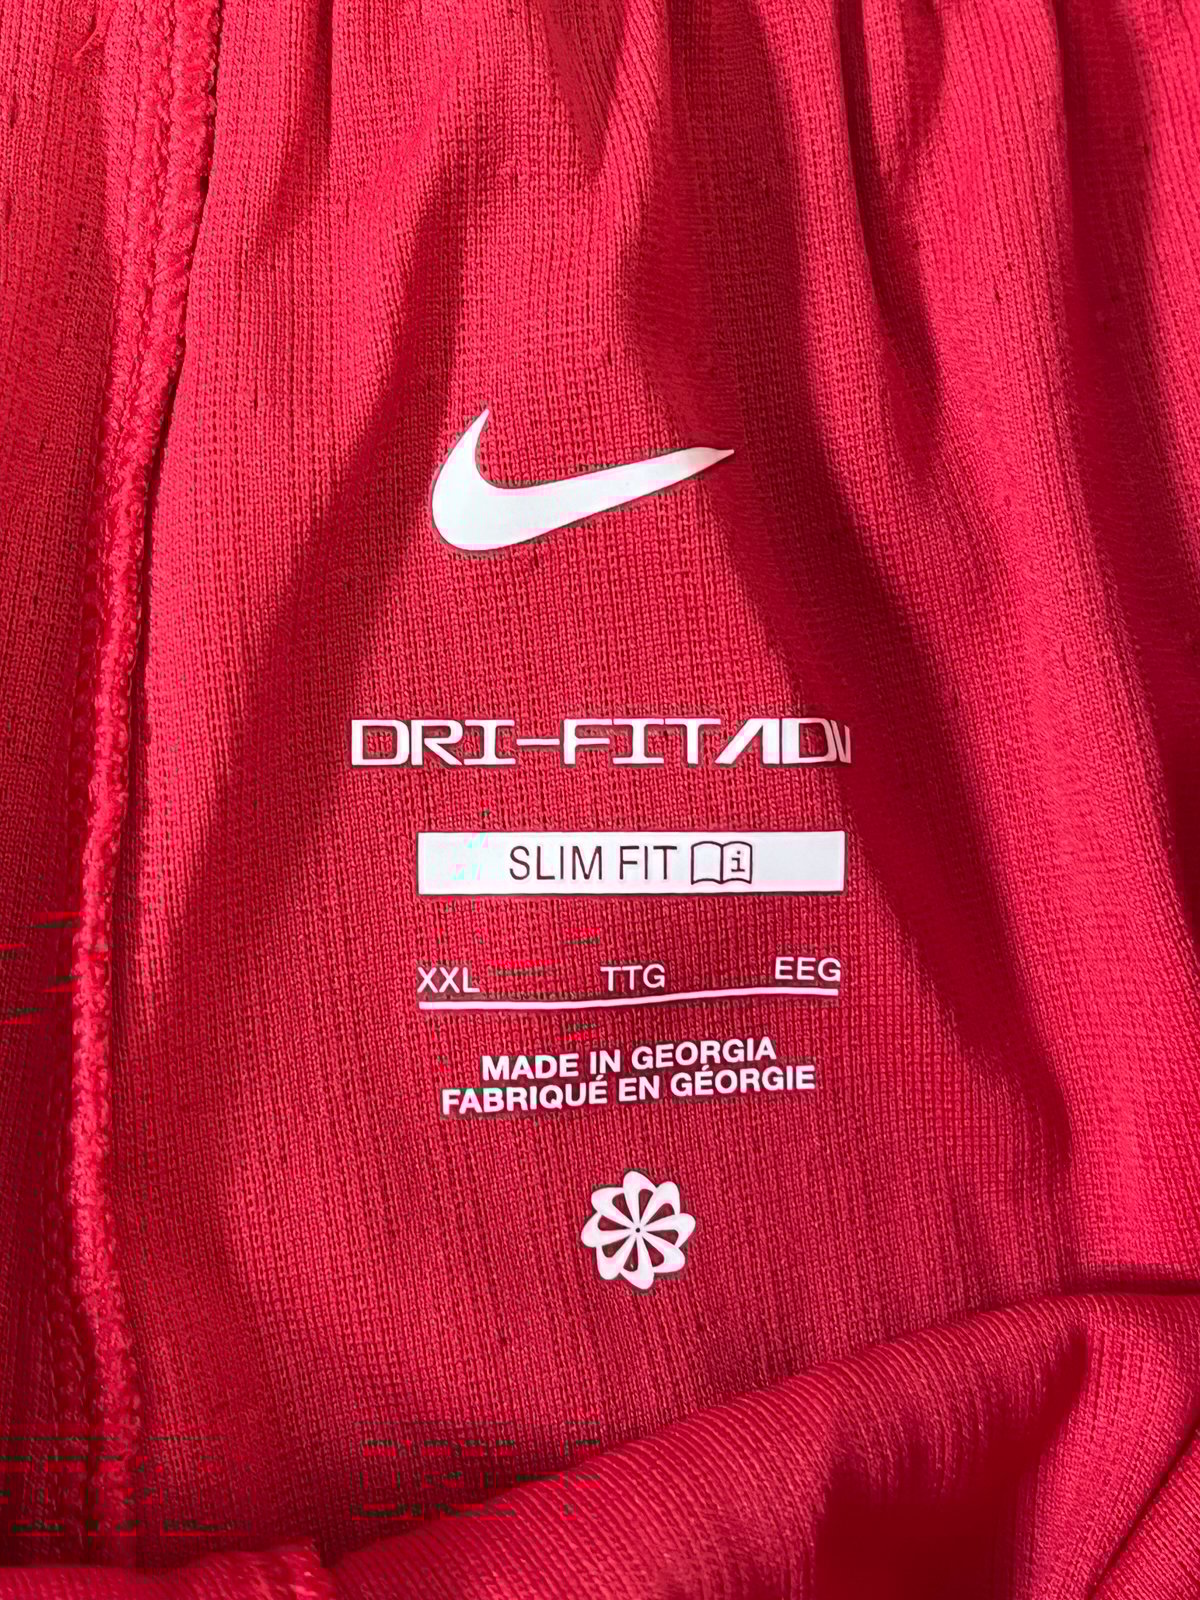 DRI-FITADV
SLIM FIT i
XXL TTG EEG
MADE IN GEORGIA
FABRIQUÉ EN GÉORGIE